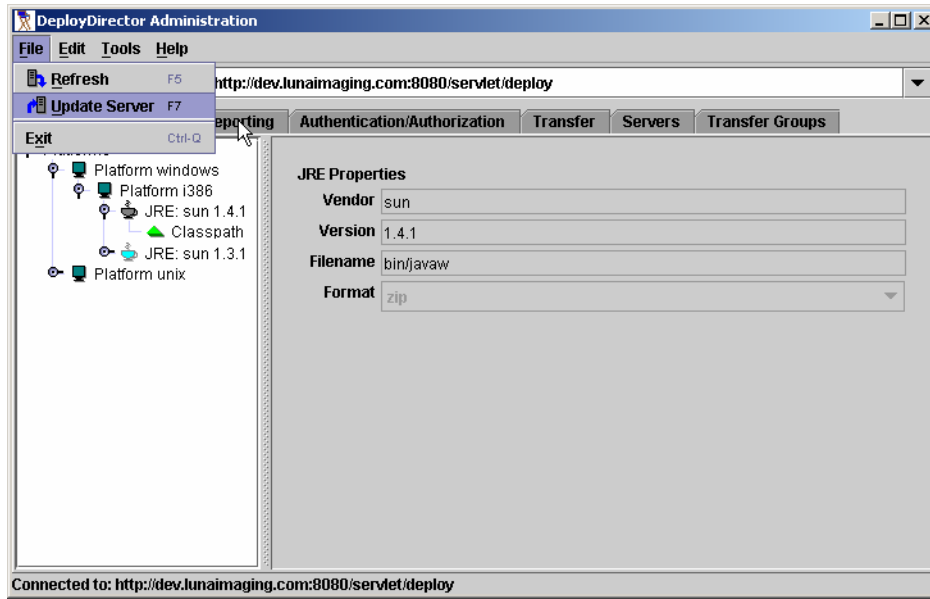 DeployDirector Administration
File Edit Tools Help
Refresh F5
http://dev.lunaimaging.com:8080/servlet/deploy
Update Server F7
Exit Ctrl-Q
Authentication/Authorization Transfer Servers Transfer Groups
Platform windows
Platform i386
JRE: sun 1.4.1
Classpath
JRE: sun 1.3.1
Platform unix
JRE Properties
Vendor sun
Version 1.4.1
Filename bin/javaw
Format zip
Connected to: http://dev.lunaimaging.com:8080/servlet/deploy